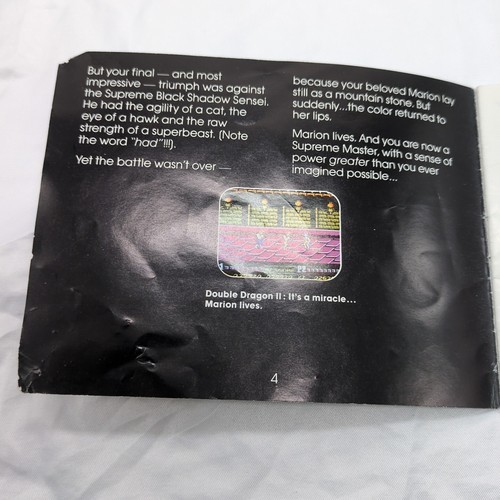 But your final — and most
impressive — triumph was against
the Supreme Black Shadow Sensei.
He had the agility of a cat, the
eye of a hawk and the raw
strength of a superbeast. (Note
the word "had"!!!).
Yet the battle wasn't over —
because your beloved Marion lay
still as a mountain stone. But
suddenly...the color returned to
her lips.
Marion lives. And you are now a
Supreme Master, with a sense of
power greater than you ever
imagined possible...
Double Dragon II: It's a miracle...
Marion lives.
4